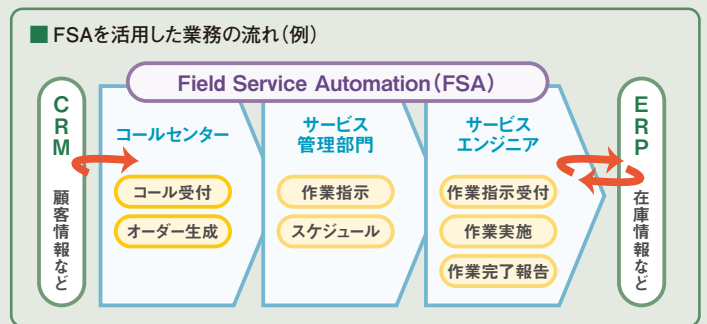 ■ FSAを活用した業務の流れ(例)
Field Service Automation(FSA)
CRM
顧客情報など
コールセンター
コール受付
オーダー生成
サービス
管理部門
作業指示
スケジュール
サービス
エンジニア
作業指示受付
作業実施
作業完了報告
ERP
在庫情報など